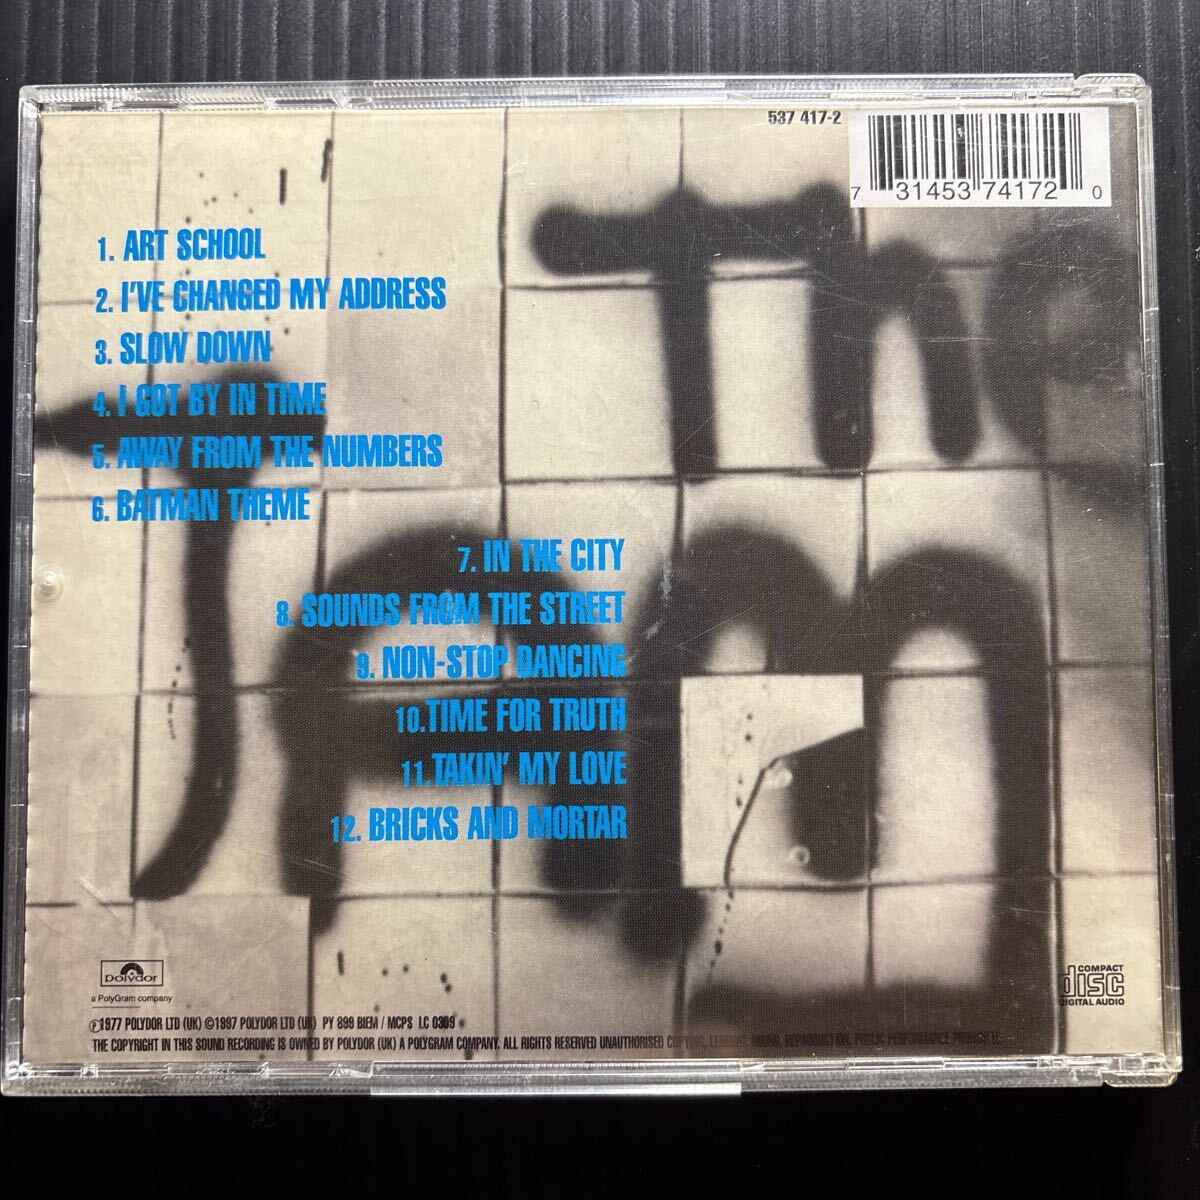 537 417-2
7 31453 74172 0
The
Jam
1. ART SCHOOL
2. I'VE CHANGED MY ADDRESS
3. SLOW DOWN
4. I GOT BY IN TIME
5. AWAY FROM THE NUMBERS
6. BATMAN THEME
7. IN THE CITY
8. SOUNDS FROM THE STREET
9. NON-STOP DANCING
10. TIME FOR TRUTH
11. TAKIN' MY LOVE
12. BRICKS AND MORTAR
Polydor
a PolyGram company
COMPACT
disc
DIGITAL AUDIO
℗1977 POLYDOR LTD (UK) ©1997 POLYDOR LTD (UK) PY 899 BIEM / MCPS LC 0309
THE COPYRIGHT IN THIS SOUND RECORDING IS OWNED BY POLYDOR (UK) A POLYGRAM COMPANY. ALL RIGHTS RESERVED UNAUTHORISED COPYING, REPRODUCTION, PUBLIC PERFORMANCE PROHIBITED.